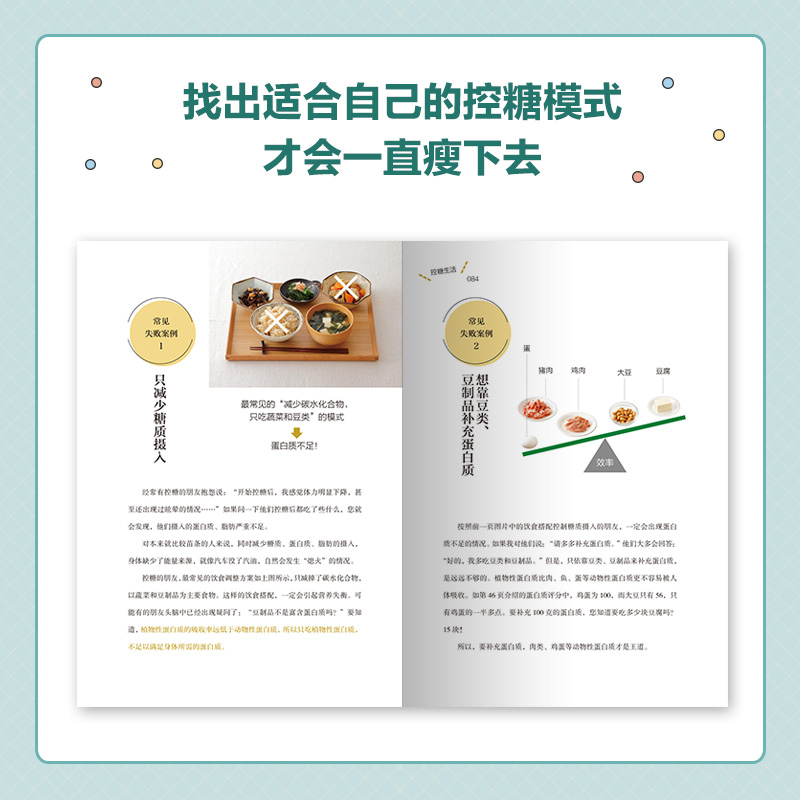 找出适合自己的控糖模式
才会一直瘦下去
常见
失败案例
1
只减少糖质摄入
最常见的“减少碳水化合物，
只吃蔬菜和豆类”的模式
蛋白质不足！
经常有控糖的朋友抱怨说：“开始控糖后，我感觉体力明显下降，甚
至还出现过眩晕的情况……”如果问一下他们控糖后都吃了些什么，您就
会发现，他们摄入的蛋白质、脂肪严重不足。
对本来就比较苗条的人来说，同时减少糖质、蛋白质、脂肪的摄入，
身体缺少了能量来源，就像汽车没了汽油，自然会发生“熄火”的情况。
控糖的朋友，最常见的饮食调整方案如上图所示，只减掉了碳水化合物，
以蔬菜和豆制品为主要食物。这样的饮食搭配，一定会引起营养失衡、可
能有的朋友头脑中已经出现疑问了：“豆制品不是富含蛋白质吗？”要知
道，植物性蛋白质的吸收率远低于动物性蛋白质，所以只吃植物性蛋白质，
不足以满足身体所需的蛋白质。
控糖生活
084
常见
失败案例
2
想靠豆类、
豆制品补充蛋白质
蛋
猪肉
鸡肉
大豆
豆腐
效率
按照前一页图片中的饮食搭配控制糖质摄入的朋友，一定会出现蛋白
质不足的情况。如果我对他们说：“请多多补充蛋白质。”他们大多会回答：
“好的，我多吃豆类和豆制品。”但是，只依靠豆类、豆制品来补充蛋白质，
是远远不够的。植物性蛋白质比肉、鱼、蛋等动物性蛋白质更不容易被人
体吸收。如第 46 页介绍的蛋白质评分中，鸡蛋为 100，而大豆只有 56，只
有鸡蛋的一半多点。要补充 100 克的蛋白质，您知道要吃多少块豆腐吗？
15 块！
所以，要补充蛋白质，肉类、鸡蛋等动物性蛋白质才是王道。